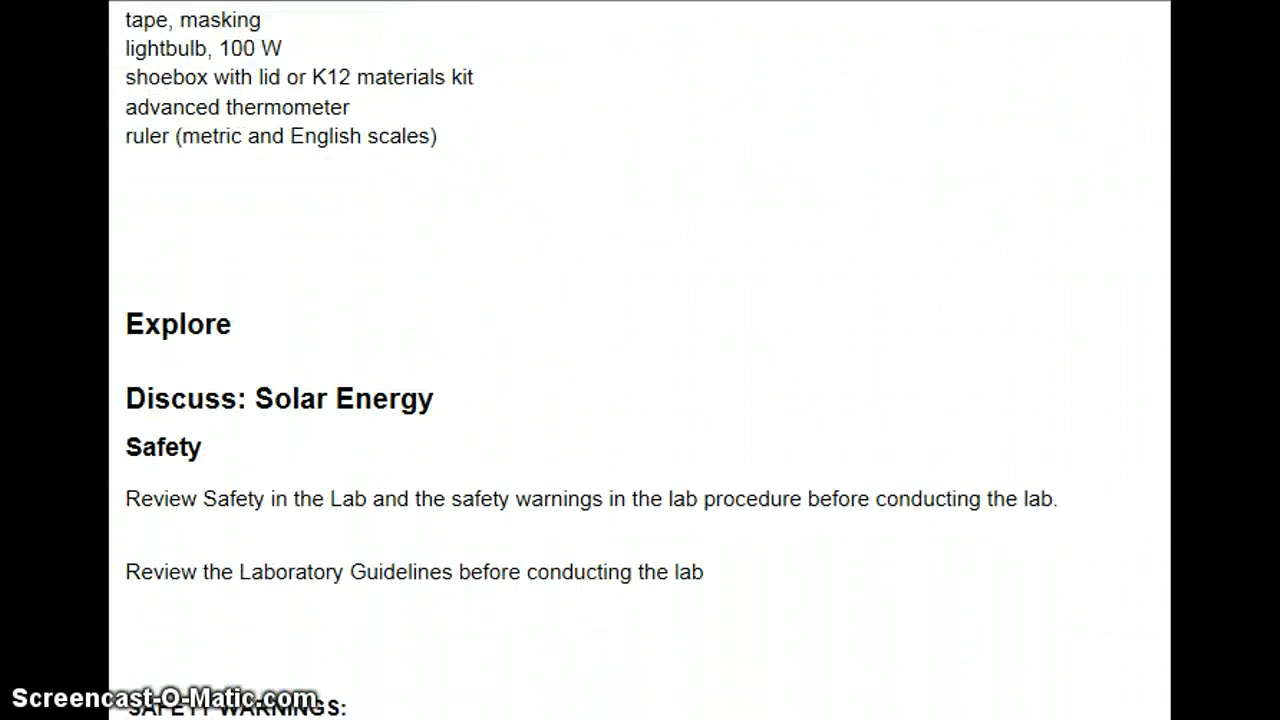 tape, masking
lightbulb, 100 W
shoebox with lid or K12 materials kit
advanced thermometer
ruler (metric and English scales)
Explore
Discuss: Solar Energy
Safety
Review Safety in the Lab and the safety warnings in the lab procedure before conducting the lab.
Review the Laboratory Guidelines before conducting the lab
Screencast-O-Matic.com
SAFETY WARNINGS: